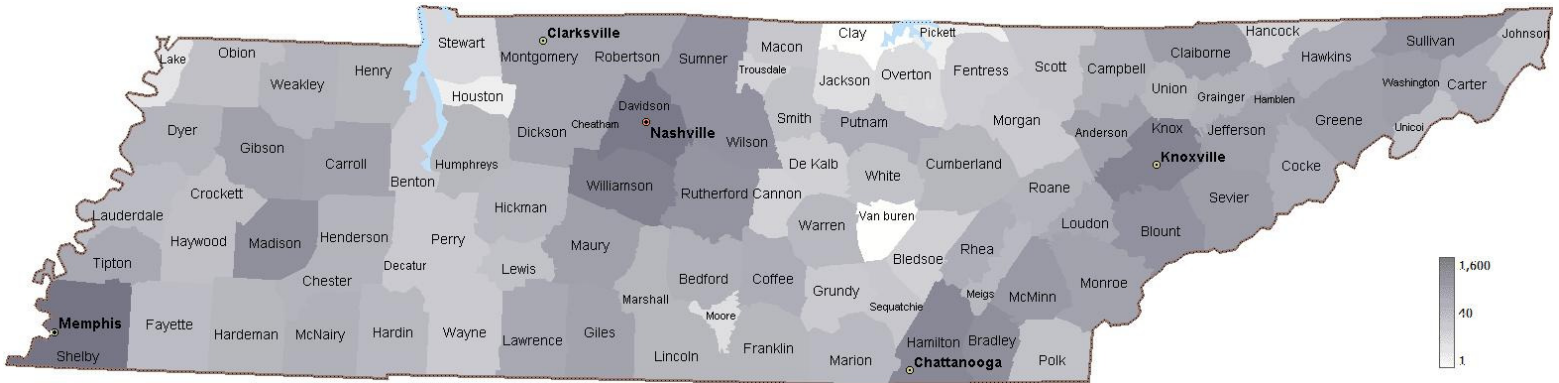 Clay
Pickett
Hancock
Johnson
Clarksville
Sullivan
Stewart
Macon
Obion
Lake
Montgomery
Robertson
Sumner
Claiborne
Hawkins
Henry
Trousdale
Jackson
Overton
Fentress
Scott
Campbell
Weakley
Houston
Union
Grainger
Hamblen
Washington
Carter
Davidson
Smith
Putnam
Morgan
Greene
Dyer
Dickson
Cheatham
Nashville
Wilson
Anderson
Knox
Jefferson
Unicoi
Gibson
Carroll
Humphreys
De Kalb
Cumberland
Knoxville
Cocke
Benton
Williamson
Rutherford
Cannon
White
Roane
Sevier
Crockett
Hickman
Lauderdale
Warren
Van buren
Loudon
Blount
Haywood
Madison
Henderson
Perry
Maury
Rhea
Bledsoe
Tipton
Decatur
Lewis
Chester
Bedford
Coffee
Monroe
1,600
Grundy
Meigs
McMinn
Marshall
Sequatchie
Moore
40
Memphis
Fayette
Hardeman
McNairy
Hardin
Wayne
Lawrence
Giles
Shelby
Lincoln
Franklin
Marion
Hamilton
Bradley
Chattanooga
Polk
1